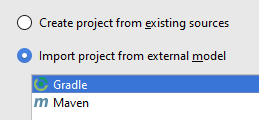 Create project from existing sources
Import project from external model
Gradle
Maven